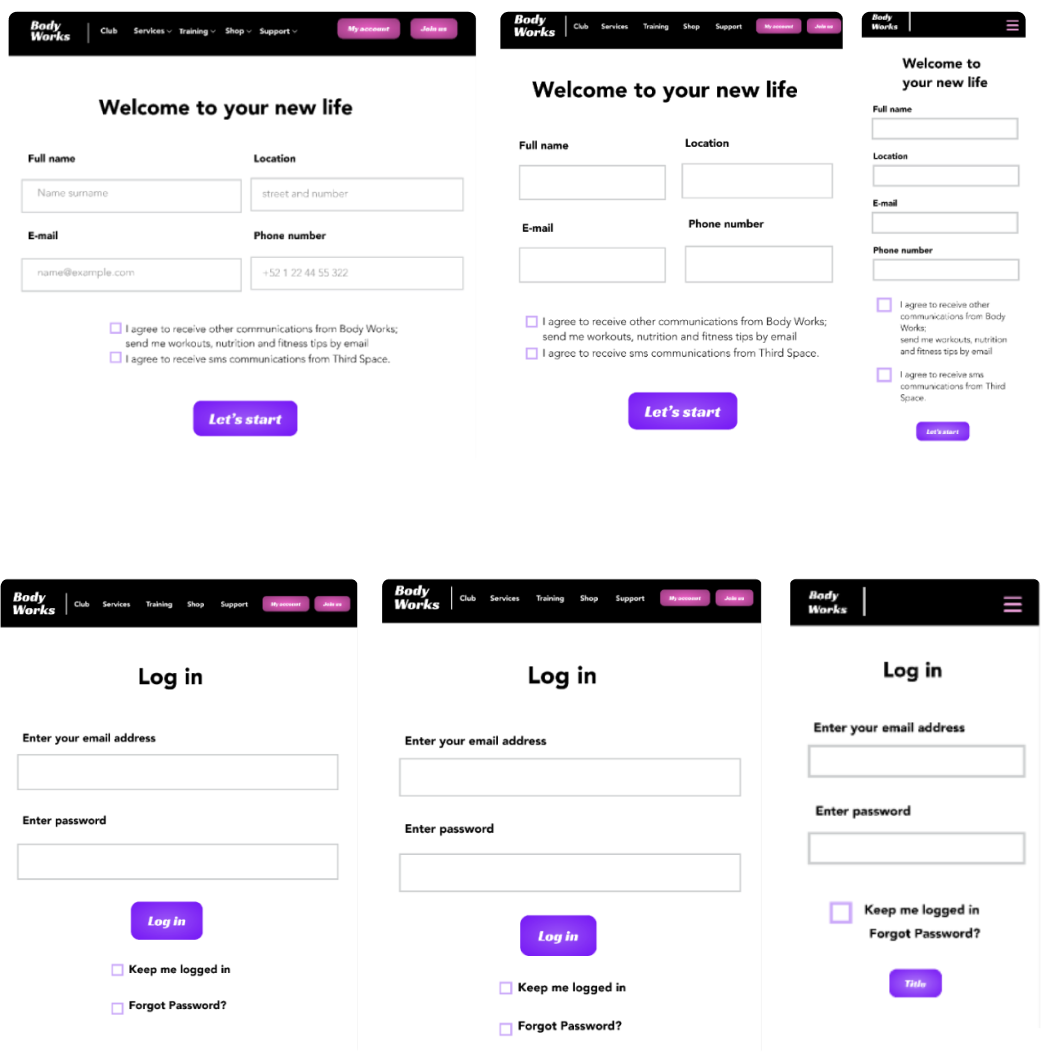 Body Works
Club Services Training Shop Support My account Join us
Welcome to your new life
Full name Location
Name surname street and number
E-mail Phone number
name@example.com +52 1 22 44 55 322
I agree to receive other communications from Body Works;
send me workouts, nutrition and fitness tips by email
I agree to receive sms communications from Third Space.
Let's start
Body Works
Club Services Training Shop Support My account Join us
Welcome to your new life
Full name Location
E-mail Phone number
I agree to receive other communications from Body Works;
send me workouts, nutrition and fitness tips by email
I agree to receive sms communications from Third Space.
Let's start
Body
Works
Welcome to
your new life
Full name
Location
E-mail
Phone number
I agree to receive other
communications from Body
Works;
send me workouts, nutrition
and fitness tips by email
I agree to receive sms
communications from Third
Space.
Let's start
Body Works
Club Services Training Shop Support My account Join us
Log in
Enter your email address
Enter password
Log in
Keep me logged in
Forgot Password?
Body Works
Club Services Training Shop Support My account Join us
Log in
Enter your email address
Enter password
Log in
Keep me logged in
Forgot Password?
Body
Works
Log in
Enter your email address
Enter password
Keep me logged in
Forgot Password?
Title